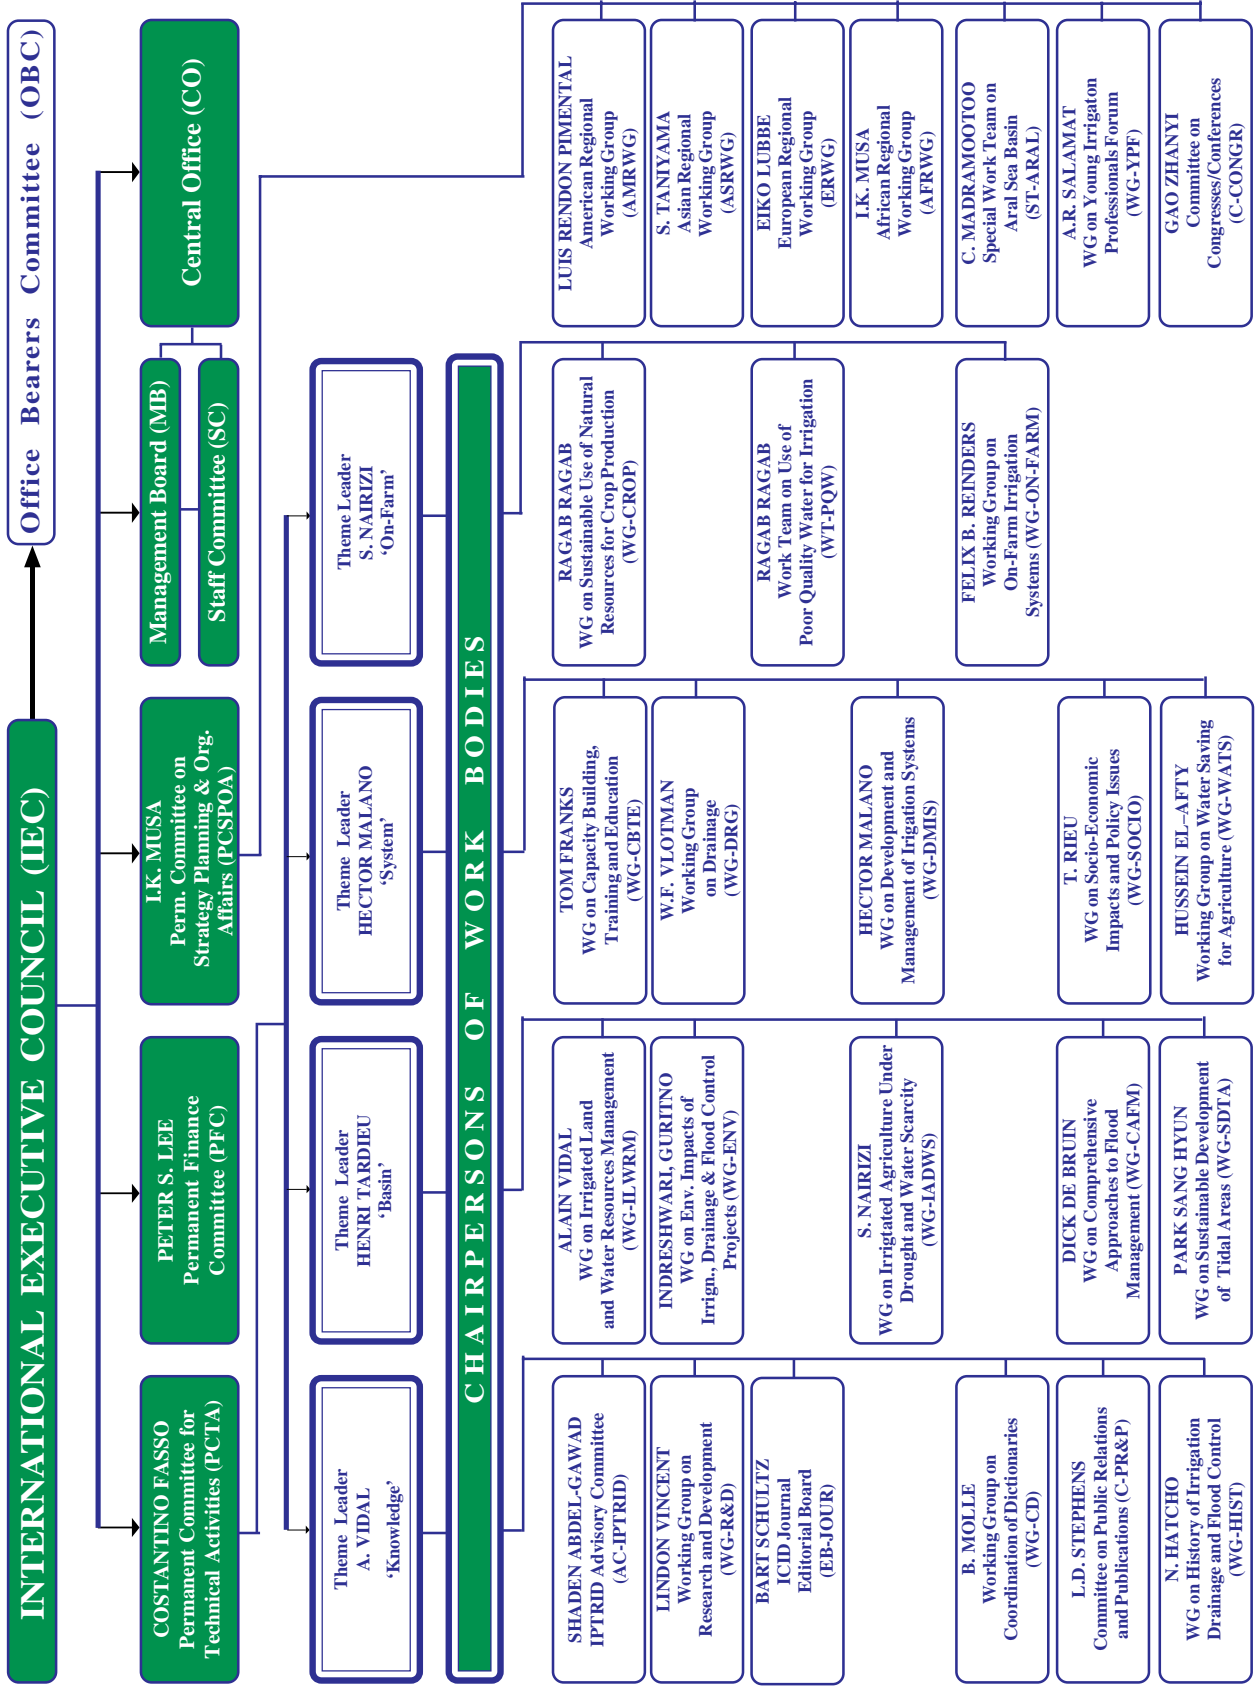 INTERNATIONAL EXECUTIVE COUNCIL (IEC)
Office Bearers Committee (OBC)
COSTANTINO FASSO
Permanent Committee for
Technical Activities (PCTA)
PETER S. LEE
Permanent Finance
Committee (PFC)
I.K. MUSA
Perm. Committee on
Strategy Planning & Org.
Affairs (PCSPOA)
Management Board (MB)
Staff Committee (SC)
Central Office (CO)
Theme Leader
A. VIDAL
‘Knowledge’
Theme Leader
HENRI TARDIEU
‘Basin’
Theme Leader
HECTOR MALANO
‘System’
Theme Leader
S. NAIRIZI
‘On-Farm’
CHAIRPERSONS OF WORK BODIES
SHADEN ABDEL-GAWAD
IPTRID Advisory Committee
(AC-IPTRID)
LINDON VINCENT
Working Group on
Research and Development
(WG-R&D)
BART SCHULTZ
ICID Journal
Editorial Board
(EB-JOUR)
B. MOLLE
Working Group on
Coordination of Dictionaries
(WG-CD)
L.D. STEPHENS
Committee on Public Relations
and Publications (C-PR&P)
N. HATCHO
WG on History of Irrigation
Drainage and Flood Control
(WG-HIST)
ALAIN VIDAL
WG on Irrigated Land
and Water Resources Management
(WG-ILWRM)
INDRESHWARI, GURITNO
WG on Env. Impacts of
Irrign., Drainage & Flood Control
Projects (WG-ENV)
S. NAIRIZI
WG on Irrigtated Agriculture Under
Drought and Water Scarcity
(WG-IADWS)
DICK DE BRUIN
WG on Comprehensive
Approaches to Flood
Management (WG-CAFM)
PARK SANG HYUN
WG on Sustainable Development
of Tidal Areas (WG-SDTA)
TOM FRANKS
WG on Capacity Building,
Training and Education
(WG-CBTE)
W.F. VLOTMAN
Working Group
on Drainage
(WG-DRG)
HECTOR MALANO
WG on Development and
Management of Irigation Systems
(WG-DMIS)
T. RIEU
WG on Socio-Economic
Impacts and Policy Issues
(WG-SOCIO)
HUSSEIN EL–AFTY
Working Group on Water Saving
for Agriculture (WG-WATS)
RAGAB RAGAB
WG on Sustainable Use of Natural
Resources for Crop Production
(WG-CROP)
RAGAB RAGAB
Work Team on Use of
Poor Quality Water for Irrigation
(WT-PQW)
FELIX B. REINDERS
Working Group on
On-Farm Irrigation
Systems (WG-ON-FARM)
LUIS RENDON PIMENTAL
American Regional
Working Group
(AMRWG)
S. TANIYAMA
Asian Regional
Working Group
(ASRWG)
EIKO LUBBE
European Regional
Working Group
(ERWG)
I.K. MUSA
African Regional
Working Group
(AFRWG)
C. MADRAMOOTOO
Special Work Team on
Aral Sea Basin
(ST-ARAL)
A.R. SALAMAT
WG on Young Irrigaton
Professionals Forum
(WG-YPF)
GAO ZHANYI
Committee on
Congresses/Conferences
(C-CONGR)